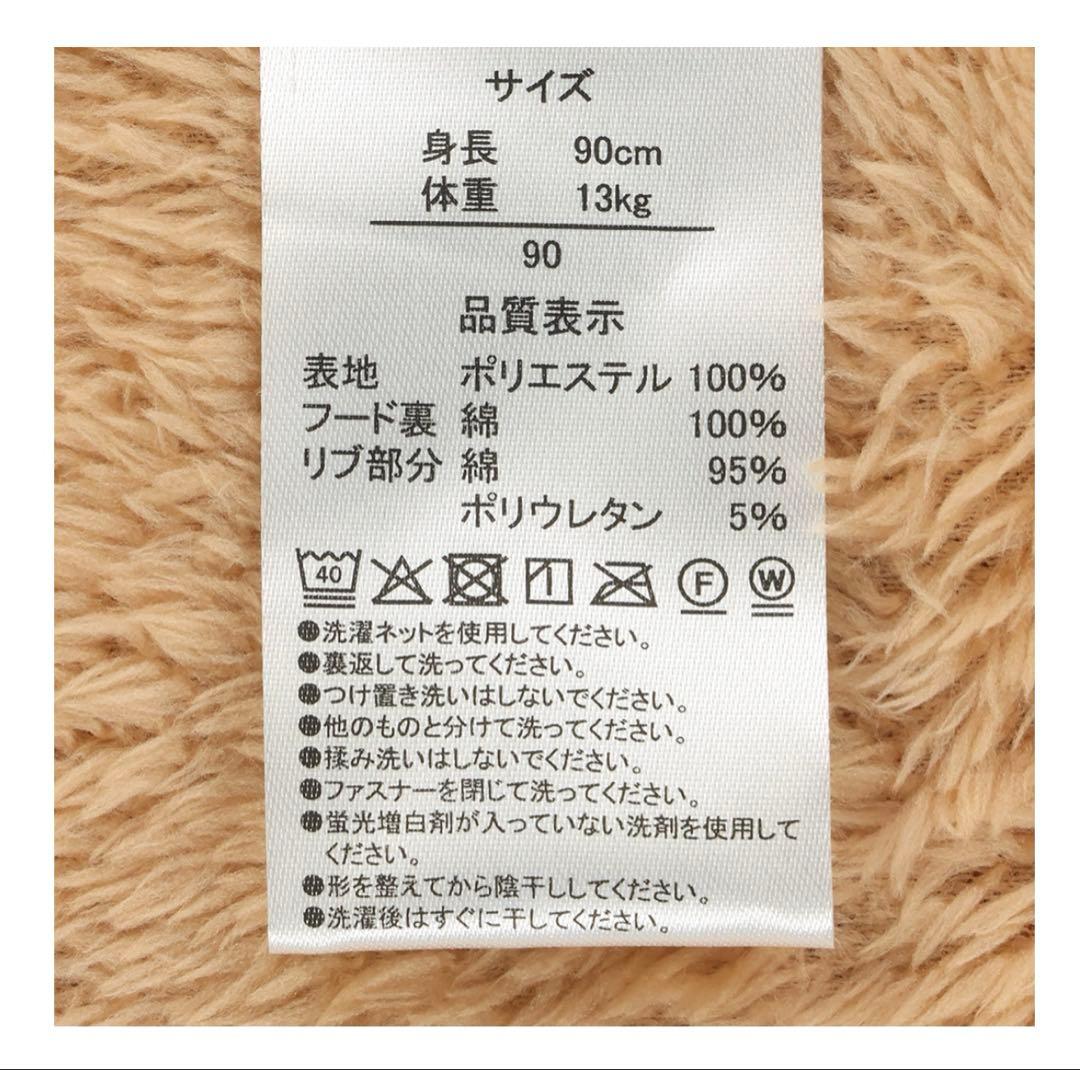 サイズ
身長 90cm
体重 13kg
90
品質表示
表地 ポリエステル 100%
フード裏 綿 100%
リブ部分 綿 95%
ポリウレタン 5%
40 F W
●洗濯ネットを使用してください。
●裏返して洗ってください。
●つけ置き洗いはしないでください。
●他のものと分けて洗ってください。
●揉み洗いはしないでください。
●ファスナーを閉じて洗ってください。
●蛍光増白剤が入っていない洗剤を使用して
ください。
●形を整えてから陰干ししてください。
●洗濯後はすぐに干してください。